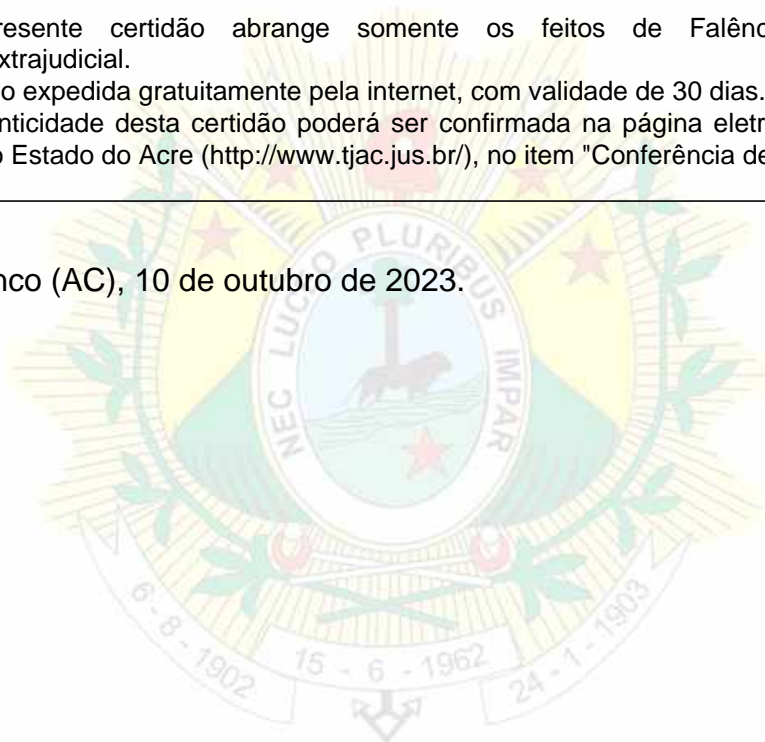 resente certidão abrange somente os feitos de Falênc
xtrajudicial.
o expedida gratuitamente pela internet, com validade de 30 dias.
nticidade desta certidão poderá ser confirmada na página eletr
o Estado do Acre (http://www.tjac.jus.br/), no item "Conferência de
nco (AC), 10 de outubro de 2023.
NEC LUCEO PLURIBUS IMPAR
6 - 8 - 1902
15 - 6 - 1962
24 - 1 - 1903